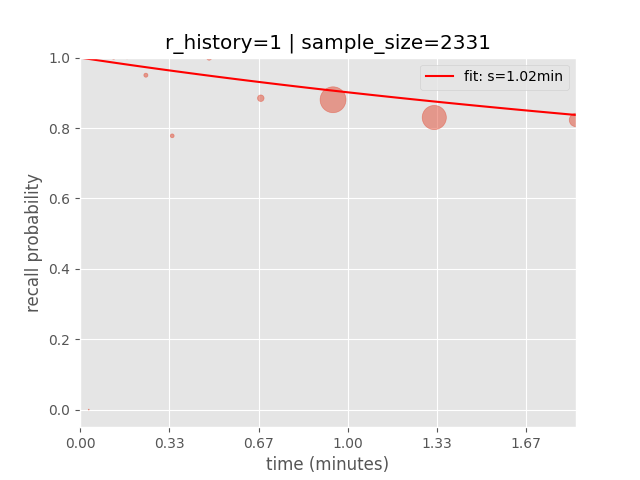 r_history=1 | sample_size=2331
fit: s=1.02min
1.0
0.8
0.6
0.4
0.2
0.0
recall probability
0.00 0.33 0.67 1.00 1.33 1.67
time (minutes)